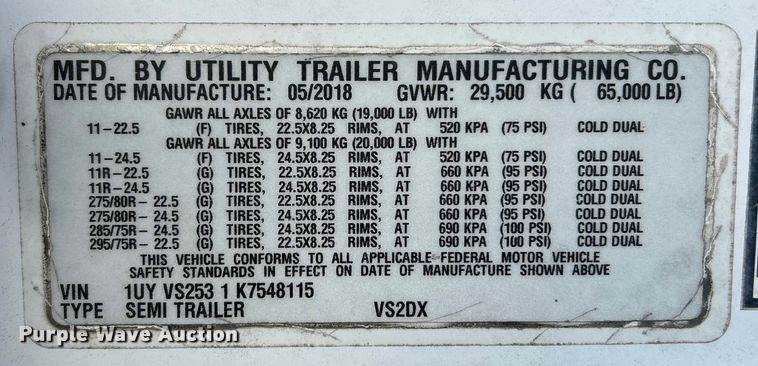 MFD. BY UTILITY TRAILER MANUFACTURING CO.
DATE OF MANUFACTURE: 05/2018 GVWR: 29,500 KG ( 65,000 LB)
GAWR ALL AXLES OF 8,620 KG (19,000 LB) WITH
11-22.5 (F) TIRES, 22.5X8.25 RIMS, AT 520 KPA (75 PSI) COLD DUAL
GAWR ALL AXLES OF 9,100 KG (20,000 LB) WITH
11-24.5 (F) TIRES, 24.5X8.25 RIMS, AT 520 KPA (75 PSI) COLD DUAL
11R-22.5 (G) TIRES, 22.5X8.25 RIMS, AT 660 KPA (95 PSI) COLD DUAL
11R-24.5 (G) TIRES, 24.5X8.25 RIMS, AT 660 KPA (95 PSI) COLD DUAL
275/80R- 22.5 (G) TIRES, 22.5X8.25 RIMS, AT 660 KPA (95 PSI) COLD DUAL
275/80R- 24.5 (G) TIRES, 24.5X8.25 RIMS, AT 660 KPA (95 PSI) COLD DUAL
285/75R- 24.5 (G) TIRES, 24.5X8.25 RIMS, AT 690 KPA (100 PSI) COLD DUAL
295/75R- 22.5 (G) TIRES, 22.5X8.25 RIMS, AT 690 KPA (100 PSI) COLD DUAL
THIS VEHICLE CONFORMS TO ALL APPLICABLE FEDERAL MOTOR VEHICLE
SAFETY STANDARDS IN EFFECT ON DATE OF MANUFACTURE SHOWN ABOVE
VIN 1UY VS253 1 K7548115
TYPE SEMI TRAILER VS2DX
Purple Wave Auction